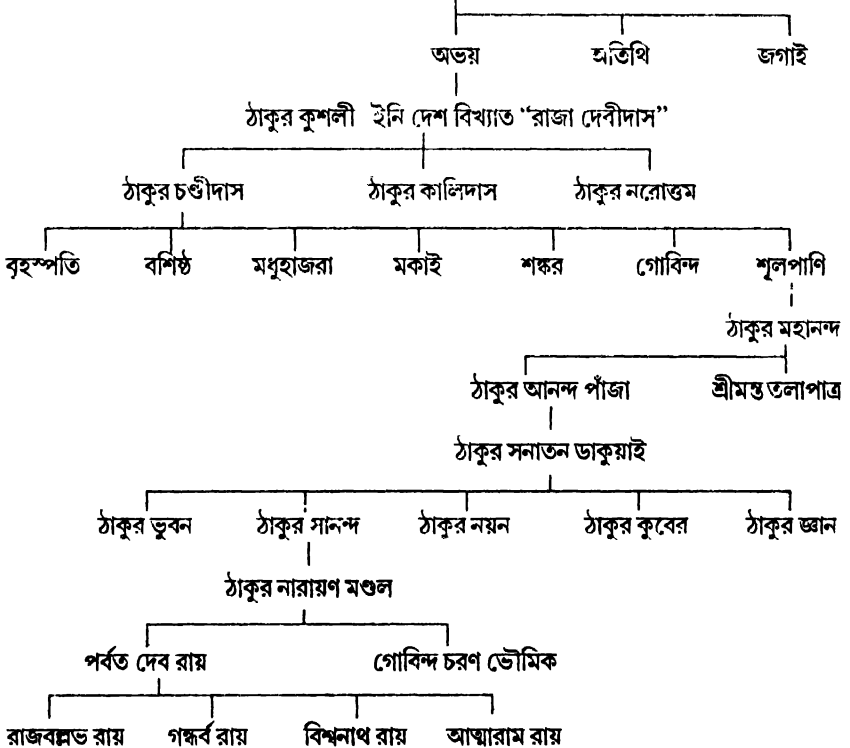 অভয় অতিথি জগাই
ঠাকুর কুশলী ইনি দেশ বিখ্যাত “রাজা দেবীদাস”
ঠাকুর চণ্ডীদাস ঠাকুর কালিদাস ঠাকুর নরোত্তম
বৃহস্পতি বশিষ্ঠ মধুহাজরা মকাই শঙ্কর গোবিন্দ শূলপাণি
ঠাকুর মহানন্দ
ঠাকুর আনন্দ পাঁজা শ্রীমন্ত তলাপাত্র
ঠাকুর সনাতন ডাকুয়াই
ঠাকুর ভুবন ঠাকুর সানন্দ ঠাকুর নয়ন ঠাকুর কুবের ঠাকুর জ্ঞান
ঠাকুর নারায়ণ মণ্ডল
পর্বত দেব রায় গোবিন্দ চরণ ভৌমিক
রাজবল্লভ রায় গন্ধর্ব রায় বিশ্বনাথ রায় আত্মারাম রায়